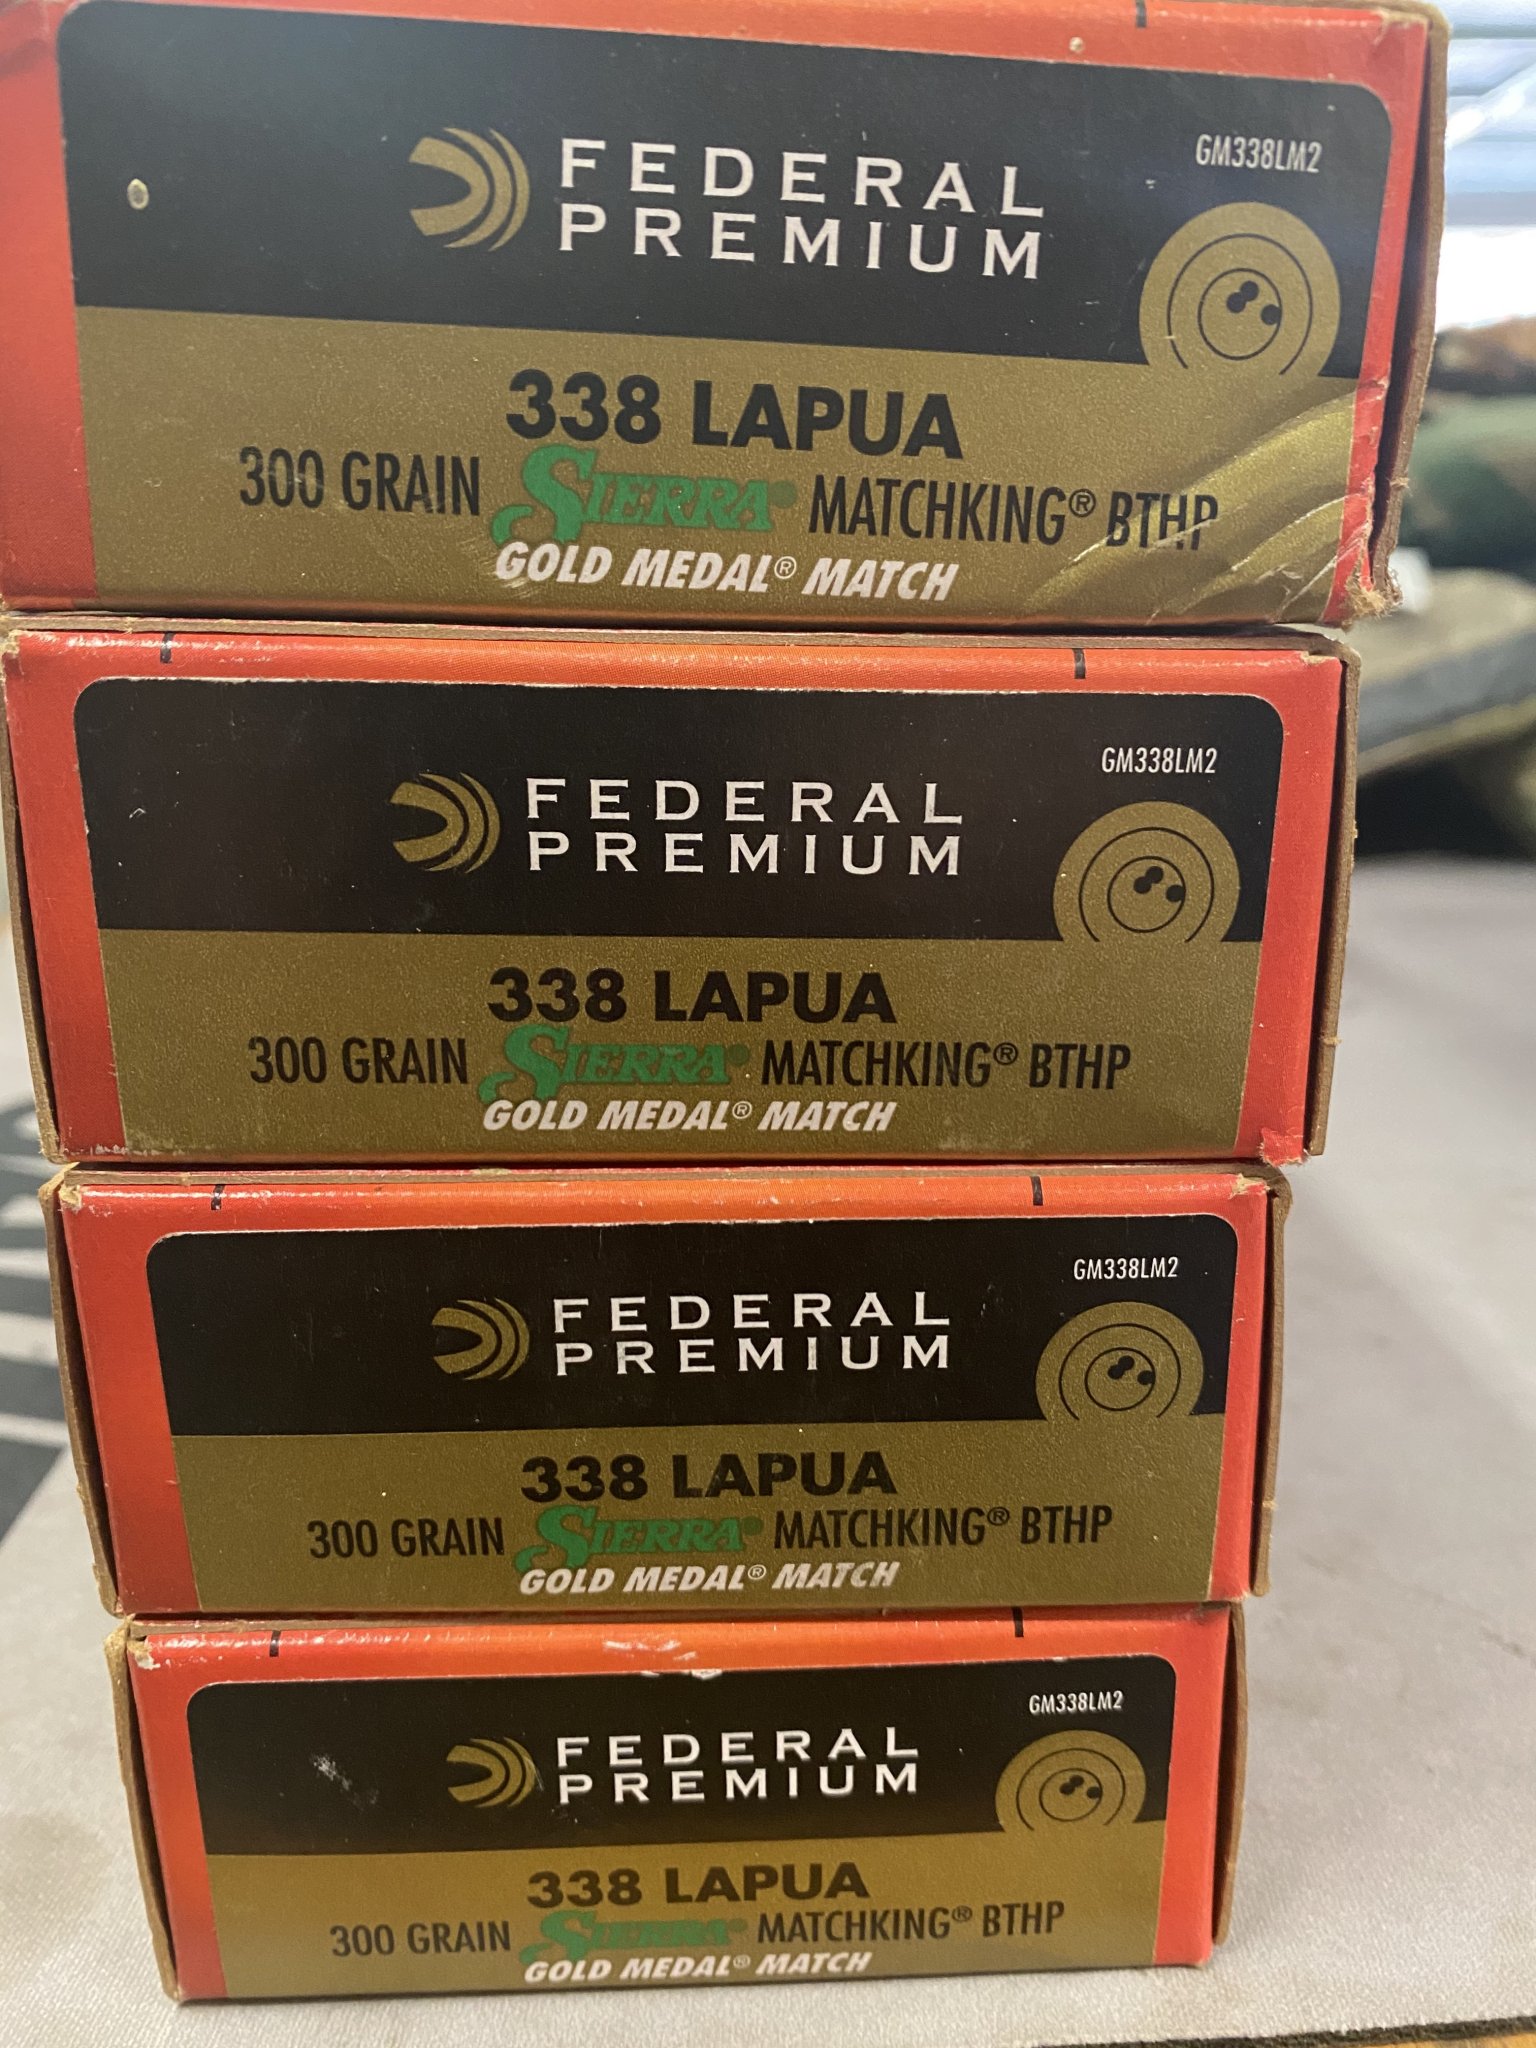 GM338LM2
FEDERAL
PREMIUM
338 LAPUA
300 GRAIN SIERRA® MATCHKING® BTHP
GOLD MEDAL® MATCH
GM338LM2
FEDERAL
PREMIUM
338 LAPUA
300 GRAIN SIERRA® MATCHKING® BTHP
GOLD MEDAL® MATCH
GM338LM2
FEDERAL
PREMIUM
338 LAPUA
300 GRAIN SIERRA® MATCHKING® BTHP
GOLD MEDAL® MATCH
GM338LM2
FEDERAL
PREMIUM
338 LAPUA
300 GRAIN SIERRA® MATCHKING® BTHP
GOLD MEDAL® MATCH